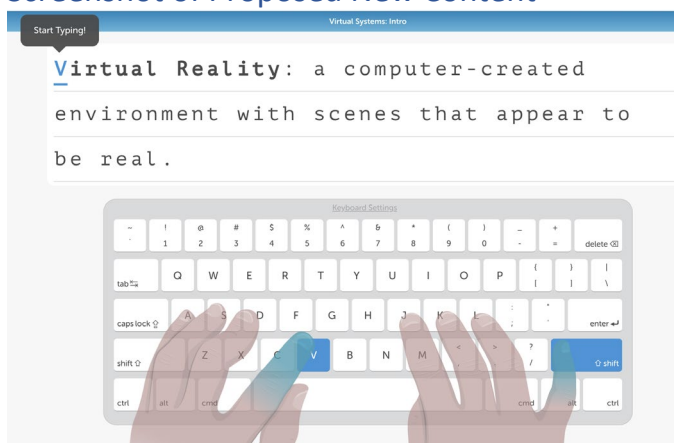 Screenshot of Proposed New Content
Virtual Systems: Intro
Start Typing!
Virtual Reality: a computer-created
environment with scenes that appear to
be real.
Keyboard Settings
~ ! @ # $ % ^ & * ( ) _ +
` 1 2 3 4 5 6 7 8 9 0 - = delete
{ } |
tab Q W E R T Y U I O P [ ] \
: "
caps lock A S D F G H J K L ; ' enter
< > ?
shift Z X C V B N M , . / shift
ctrl alt cmd cmd alt ctrl